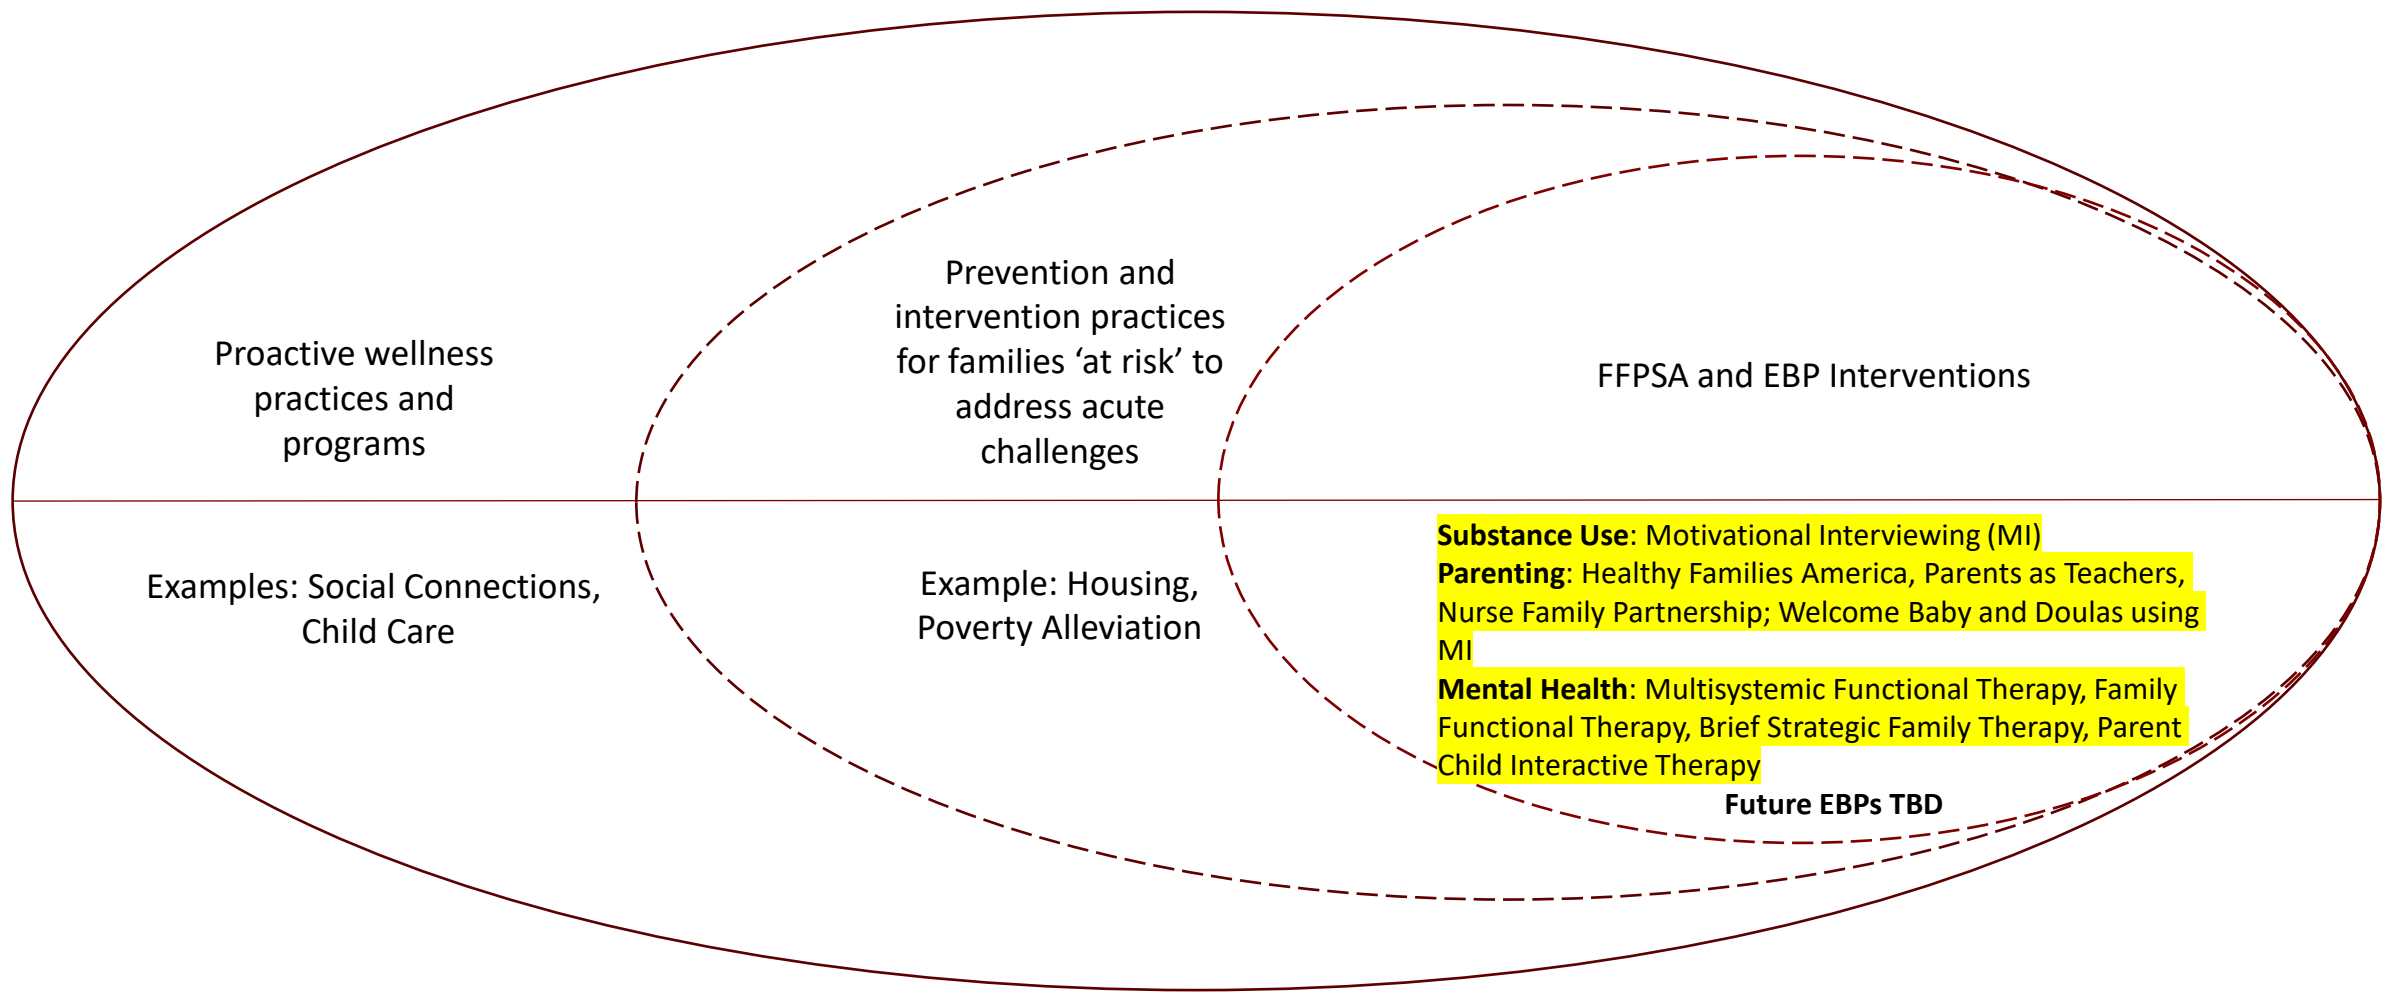 Proactive wellness
practices and
programs
Prevention and
intervention practices
for families ‘at risk’ to
address acute
challenges
FFPSA and EBP Interventions
Examples: Social Connections,
Child Care
Example: Housing,
Poverty Alleviation
Substance Use: Motivational Interviewing (MI)
Parenting: Healthy Families America, Parents as Teachers,
Nurse Family Partnership; Welcome Baby and Doulas using
MI
Mental Health: Multisystemic Functional Therapy, Family
Functional Therapy, Brief Strategic Family Therapy, Parent
Child Interactive Therapy
Future EBPs TBD